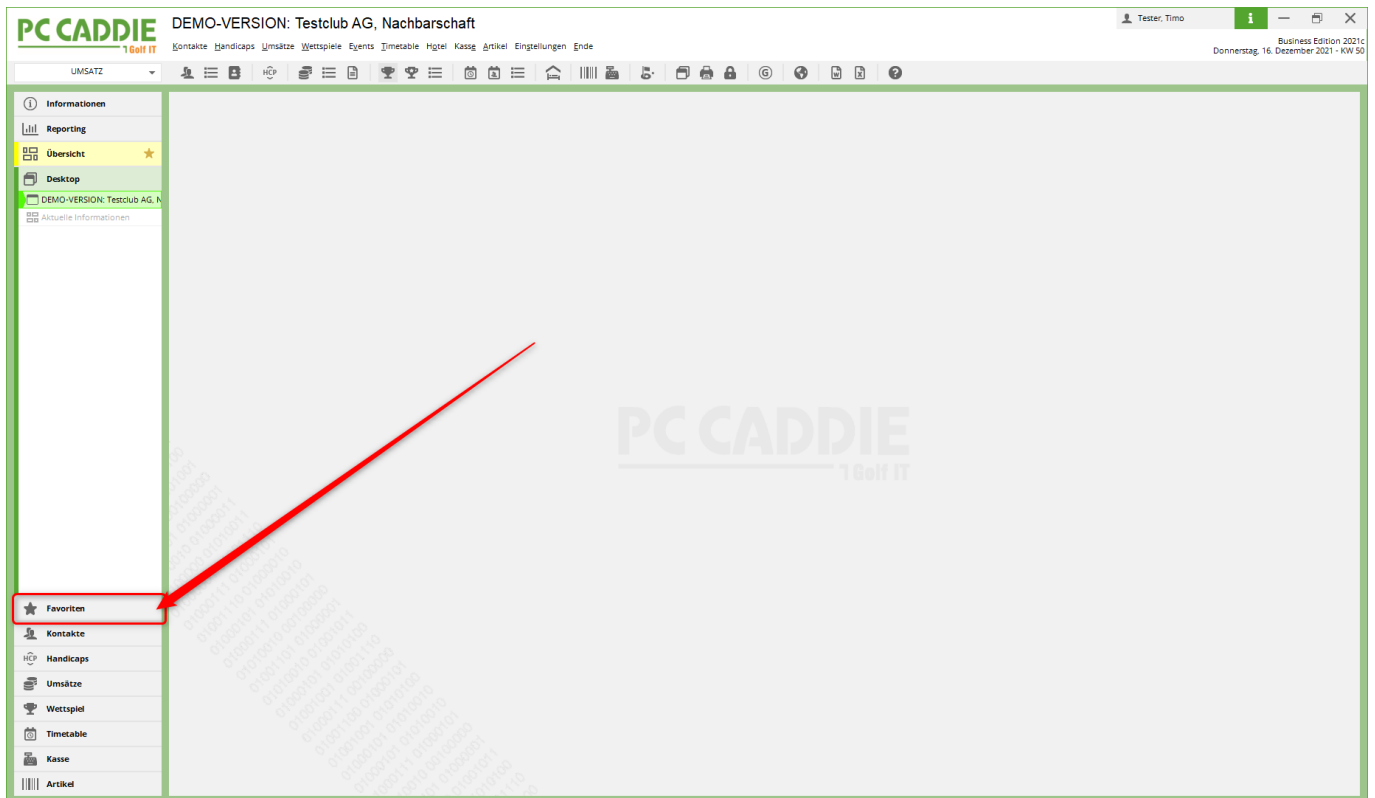 PC CADDIE
Golf IT
DEMO-VERSION: Testclub AG, Nachbarschaft
Kontakte Handicaps Umsätze Wettspiele Events Timetable Hotel Kasse Artikel Einstellungen Ende
Tester, Timo
Business Edition 2021c
Donnerstag, 16. Dezember 2021 - KW 50
UMSATZ
HCP
G
W
X
Informationen
Reporting
Übersicht
Desktop
DEMO-VERSION: Testclub AG, N
Aktuelle Informationen
PC CADDIE
Golf IT
Favoriten
Kontakte
HCP Handicaps
Umsätze
Wettspiel
Timetable
Kasse
Artikel